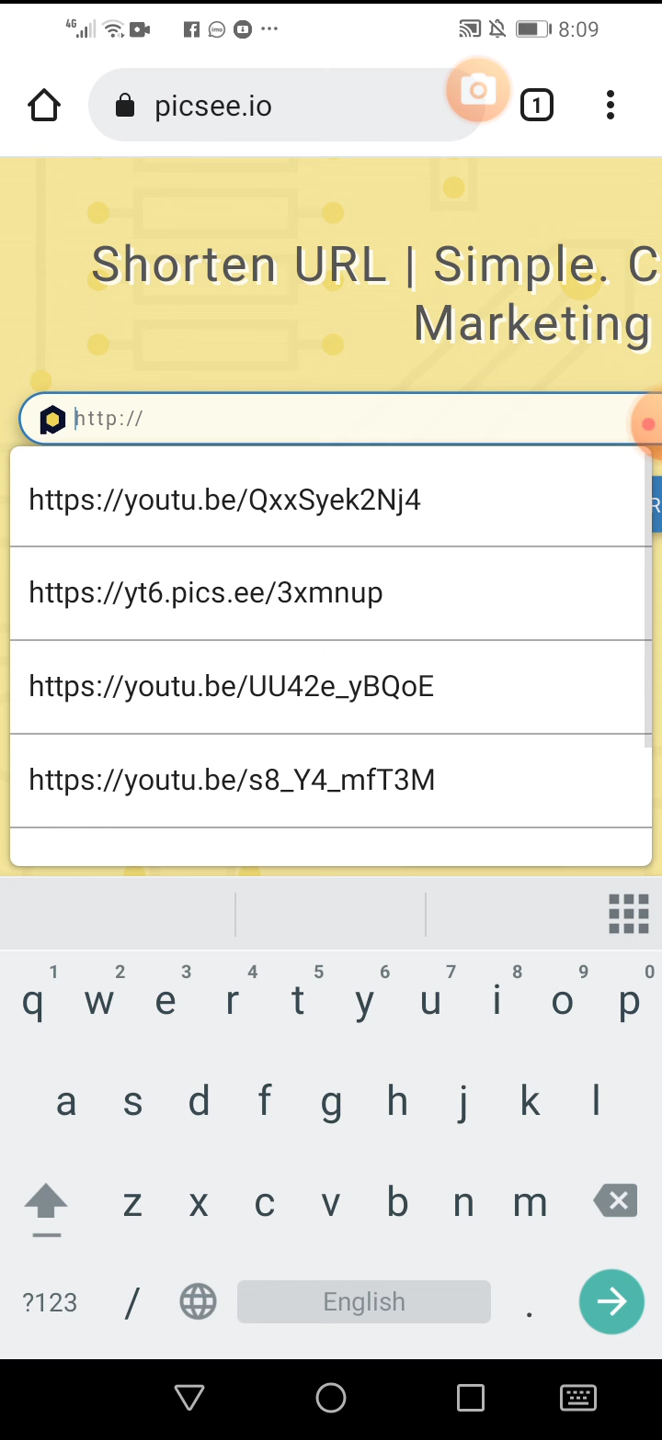 4G 8:09
picsee.io 1
Shorten URL | Simple. C
Marketing
http://
R
https://youtu.be/QxxSyek2Nj4
https://yt6.pics.ee/3xmnup
https://youtu.be/UU42e_yBQoE
https://youtu.be/s8_Y4_mfT3M
1 2 3 4 5 6 7 8 9 0
q w e r t y u i o p
a s d f g h j k l
z x c v b n m
?123 / English .